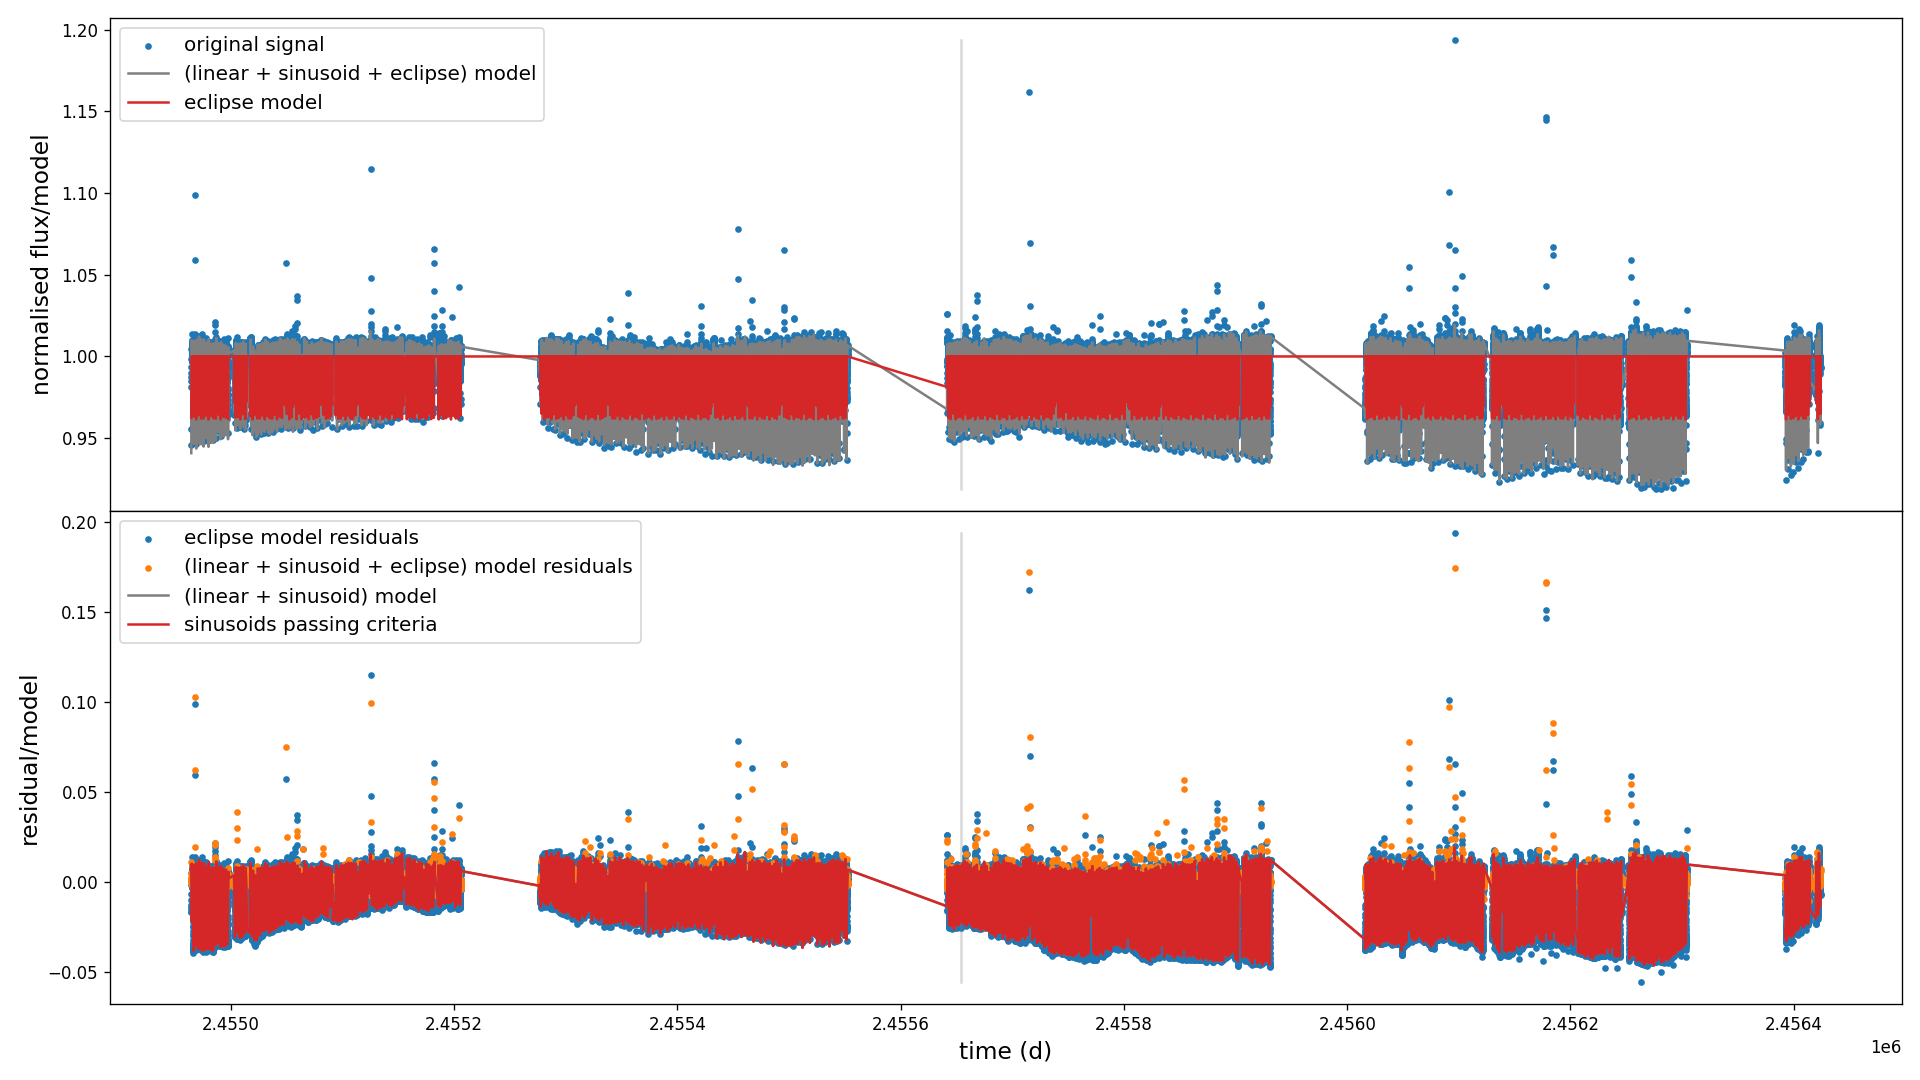 original signal
(linear + sinusoid + eclipse) model
eclipse model
normalised flux/model
1.20
1.15
1.10
1.05
1.00
0.95
eclipse model residuals
(linear + sinusoid + eclipse) model residuals
(linear + sinusoid) model
sinusoids passing criteria
residual/model
0.20
0.15
0.10
0.05
0.00
−0.05
2.4550 2.4552 2.4554 2.4556 2.4558 2.4560 2.4562 2.4564
time (d)
1e6